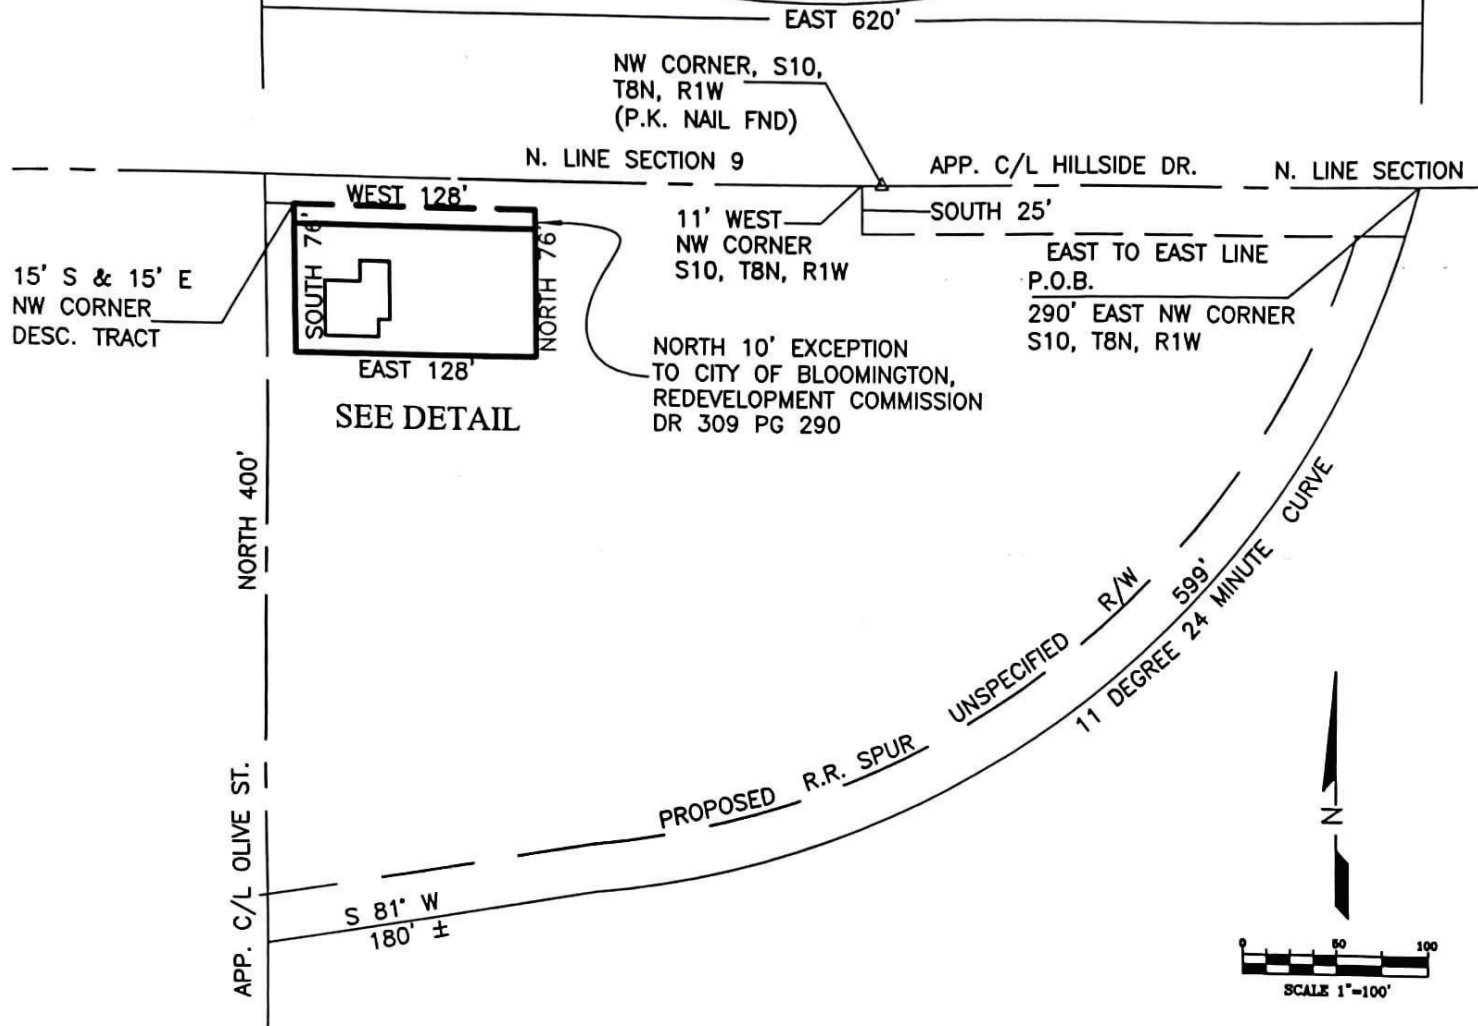 EAST 620'
NW CORNER, S10,
T8N, R1W
(P.K. NAIL FND)
N. LINE SECTION 9
APP. C/L HILLSIDE DR.
N. LINE SECTION
WEST 128'
SOUTH 76'
NORTH 76'
EAST 128'
SEE DETAIL
15' S & 15' E
NW CORNER
DESC. TRACT
11' WEST
NW CORNER
S10, T8N, R1W
SOUTH 25'
EAST TO EAST LINE
P.O.B.
290' EAST NW CORNER
S10, T8N, R1W
NORTH 10' EXCEPTION
TO CITY OF BLOOMINGTON,
REDEVELOPMENT COMMISSION
DR 309 PG 290
NORTH 400'
APP. C/L OLIVE ST.
PROPOSED R.R. SPUR UNSPECIFIED R/W
599'
11 DEGREE 24 MINUTE CURVE
S 81° W
180' ±
N
0 50 100
SCALE 1"=100'